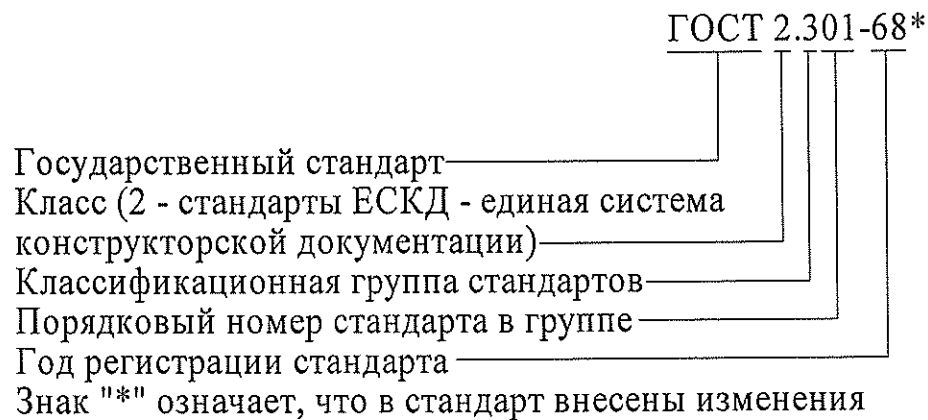 ГОСТ 2.301-68*
Государственный стандарт
Класс (2 - стандарты ЕСКД - единая система
конструкторской документации)
Классификационная группа стандартов
Порядковый номер стандарта в группе
Год регистрации стандарта
Знак "*" означает, что в стандарт внесены изменения